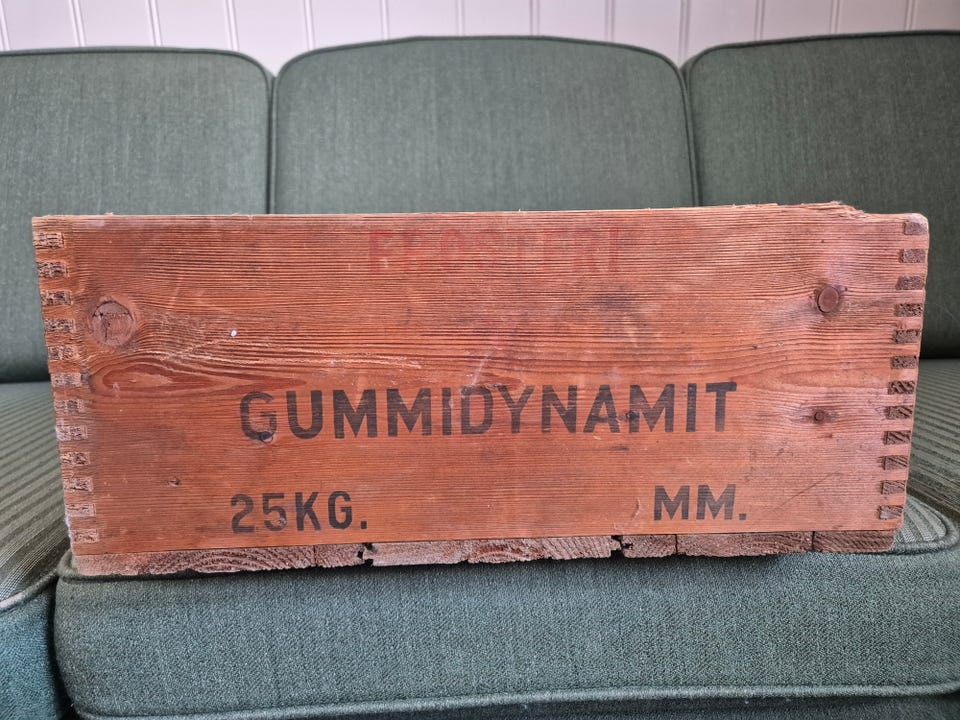 FROSTFRI
GUMMIDYNAMIT
25KG. MM.